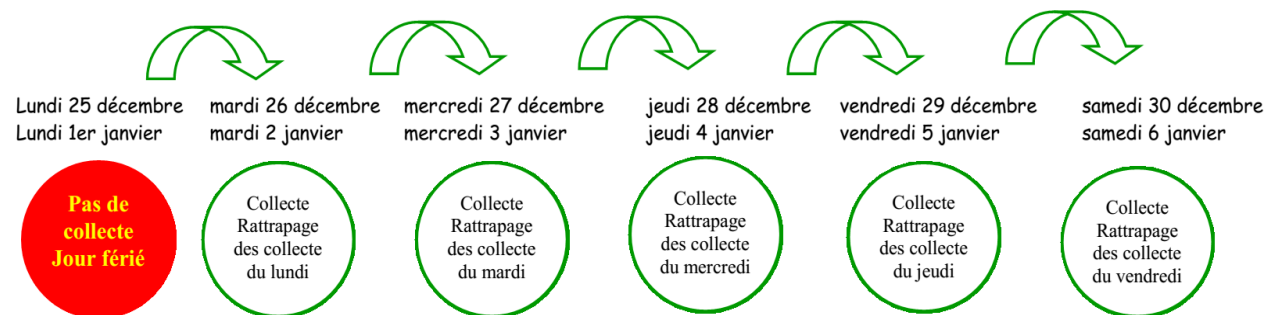 Lundi 25 décembre
Lundi 1er janvier
mardi 26 décembre
mardi 2 janvier
mercredi 27 décembre
mercredi 3 janvier
jeudi 28 décembre
jeudi 4 janvier
vendredi 29 décembre
vendredi 5 janvier
samedi 30 décembre
samedi 6 janvier
Pas de
collecte
Jour férié
Collecte
Rattrapage
des collecte
du lundi
Collecte
Rattrapage
des collecte
du mardi
Collecte
Rattrapage
des collecte
du mercredi
Collecte
Rattrapage
des collecte
du jeudi
Collecte
Rattrapage
des collecte
du vendredi